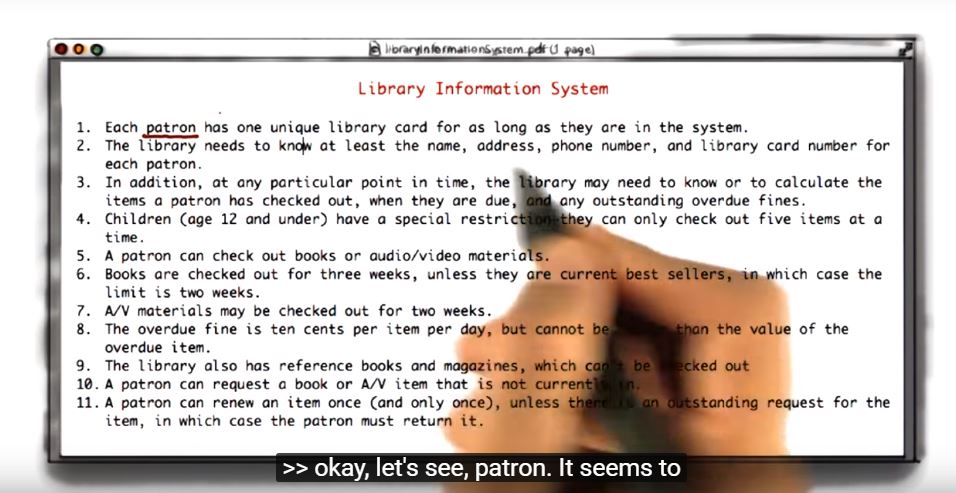 libraryInformationSystem.pdf (1 page)
Library Information System
1. Each patron has one unique library card for as long as they are in the system.
2. The library needs to know at least the name, address, phone number, and library card number for
each patron.
3. In addition, at any particular point in time, the library may need to know or to calculate the
items a patron has checked out, when they are due, and any outstanding overdue fines.
4. Children (age 12 and under) have a special restriction-they can only check out five items at a
time.
5. A patron can check out books or audio/video materials.
6. Books are checked out for three weeks, unless they are current best sellers, in which case the
limit is two weeks.
7. A/V materials may be checked out for two weeks.
8. The overdue fine is ten cents per item per day, but cannot be than the value of the
overdue item.
9. The library also has reference books and magazines, which can't be checked out
10. A patron can request a book or A/V item that is not currently in.
11. A patron can renew an item once (and only once), unless there is an outstanding request for the
item, in which case the patron must return it.
>> okay, let's see, patron. It seems to